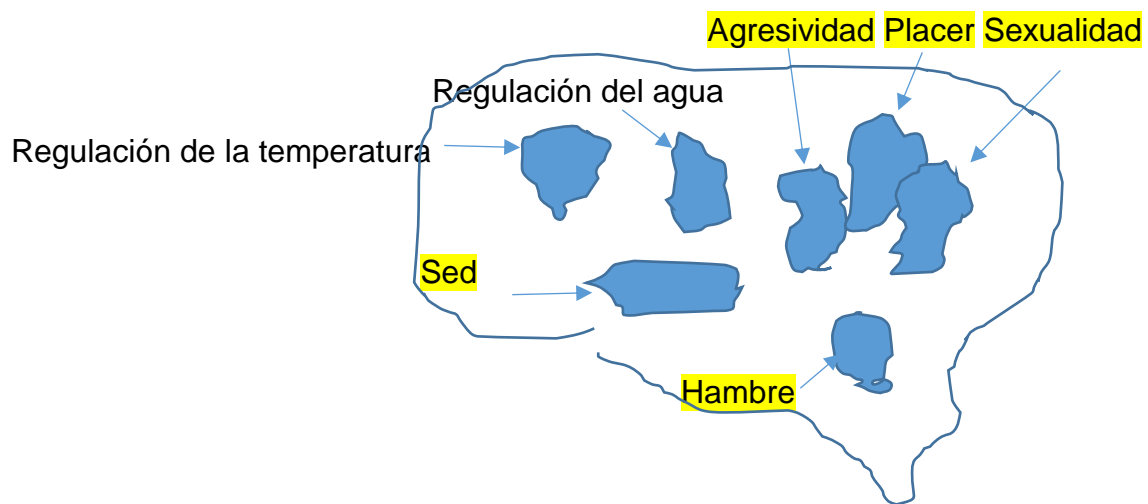 Agresividad Placer Sexualidad
Regulación del agua
Regulación de la temperatura
Sed
Hambre